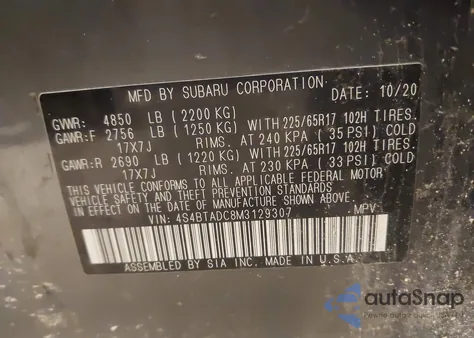 MFD BY SUBARU CORPORATION DATE: 10/20
GVWR: 4850 LB (2200 KG)
GAWR:F 2756 LB (1250 KG) WITH 225/65R17 102H TIRES,
17X7J RIMS, AT 240 KPA (35 PSI) COLD
GAWR:R 2690 LB (1220 KG) WITH 225/65R17 102H TIRES,
17X7J RIMS, AT 230 KPA (33 PSI) COLD
THIS VEHICLE CONFORMS TO ALL APPLICABLE FEDERAL MOTOR
VEHICLE SAFETY AND THEFT PREVENTION STANDARDS
IN EFFECT ON THE DATE OF MANUFACTURE SHOWN ABOVE.
VIN: 4S4BTADC8M3129307 MPV
ASSEMBLED BY SIA INC. MADE IN U.S.A.
autaSnap
Pewne auto z